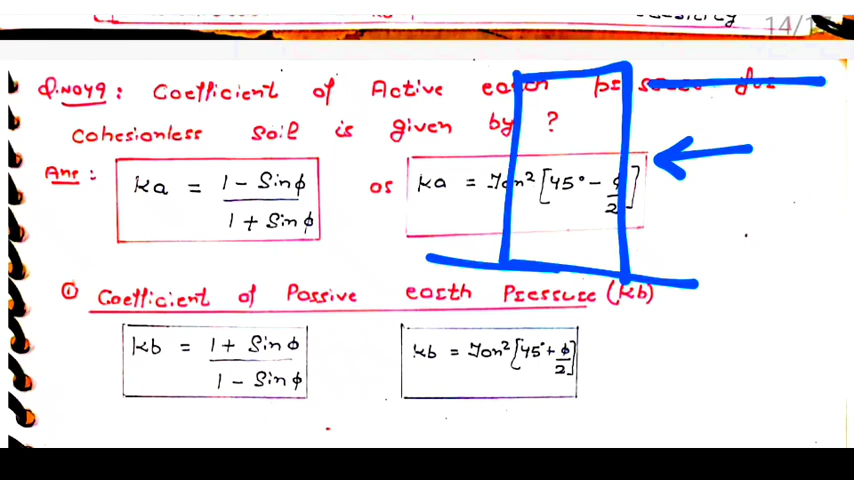 14/1
Q.No49: Coefficient of Active earth pressure for
cohesionless soil is given by ?
Ans: ka = 1 - Sinφ / 1 + Sinφ or ka = Tan² [45° - φ/2]
① Coefficient of Passive earth Pressure (kb)
kb = 1 + Sinφ / 1 - Sinφ kb = Tan² [45° + φ/2]